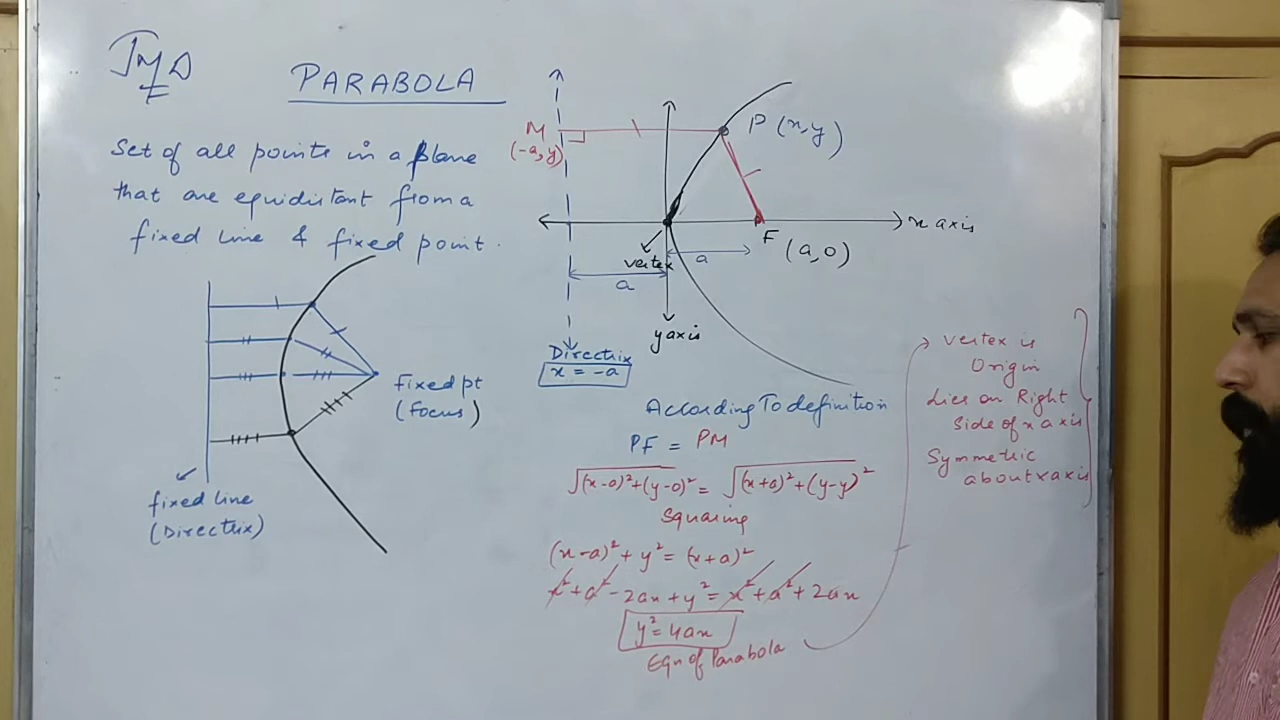 JMD
PARABOLA
Set of all points in a plane
that are equidistant from a
fixed line & fixed point.
fixed pt
(Focus)
fixed line
(Directrix)
M
(-a, y)
P (x, y)
x axis
F (a, 0)
vertex
a
a
y axis
Directrix
x = -a
According To definition
PF = PM
√(x-a)²+(y-0)² = √(x+a)²+(y-y)²
Squaring
(x-a)² + y² = (x+a)²
x² + a² - 2ax + y² = x² + a² + 2ax
y² = 4ax
Eqn of Parabola
vertex is
Origin
Lies on Right
side of x axis
Symmetric
about x axis